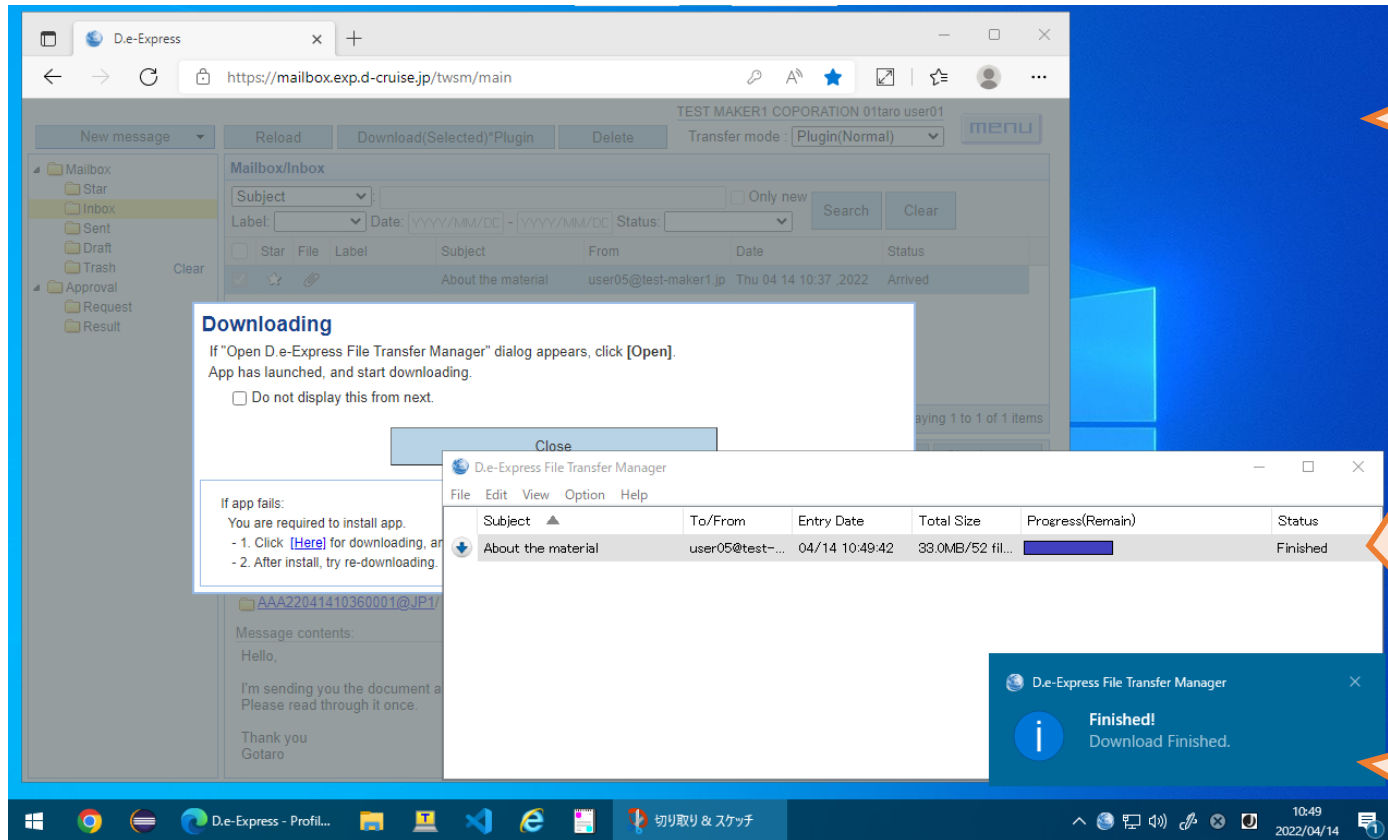 D.e-Express
https://mailbox.exp.d-cruise.jp/twsm/main
TEST MAKER1 COPORATION 01taro user01
New message
Reload
Download(Selected)*Plugin
Delete
Transfer mode : Plugin(Normal)
menu
Mailbox
Star
Inbox
Sent
Draft
Trash
Clear
Approval
Request
Result
Mailbox/Inbox
Subject : Only new
Search
Clear
Label: Date: YYYY/MM/DD - YYYY/MM/DD Status:
Star File Label Subject From Date Status
About the material user05@test-maker1.jp Thu 04 14 10:37 ,2022 Arrived
aying 1 to 1 of 1 items
Downloading
If "Open D.e-Express File Transfer Manager" dialog appears, click [Open].
App has launched, and start downloading.
Do not display this from next.
Close
If app fails:
You are required to install app.
- 1. Click [Here] for downloading, an
- 2. After install, try re-downloading.
AAA22041410360001@JP1/
Message contents:
Hello,
I'm sending you the document a
Please read through it once.
Thank you
Gotaro
D.e-Express File Transfer Manager
File Edit View Option Help
Subject To/From Entry Date Total Size Progress(Remain) Status
About the material user05@test-... 04/14 10:49:42 33.0MB/52 fil... Finished
D.e-Express File Transfer Manager
Finished!
Download Finished.
D.e-Express - Profil...
切り取り & スケッチ
10:49
2022/04/14